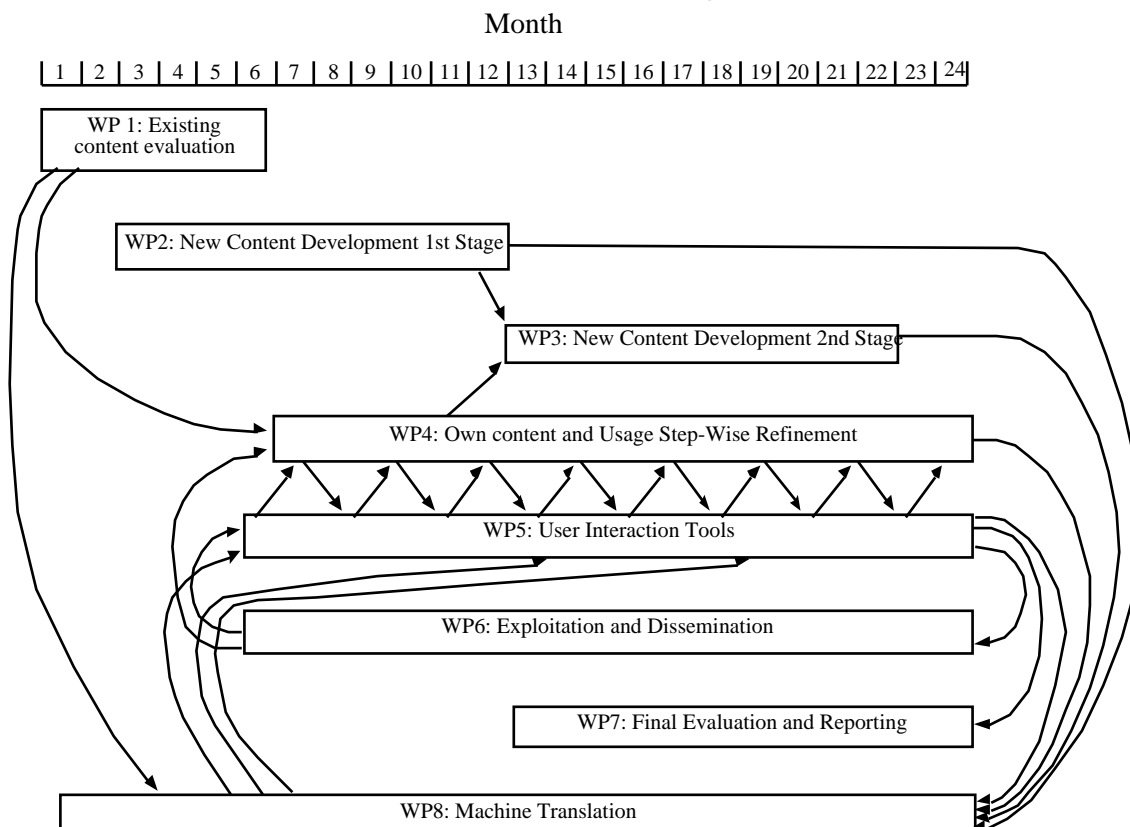 Month
1 2 3 4 5 6 7 8 9 10 11 12 13 14 15 16 17 18 19 20 21 22 23 24
WP 1: Existing
content evaluation
WP2: New Content Development 1st Stage
WP3: New Content Development 2nd Stage
WP4: Own content and Usage Step-Wise Refinement
WP5: User Interaction Tools
WP6: Exploitation and Dissemination
WP7: Final Evaluation and Reporting
WP8: Machine Translation